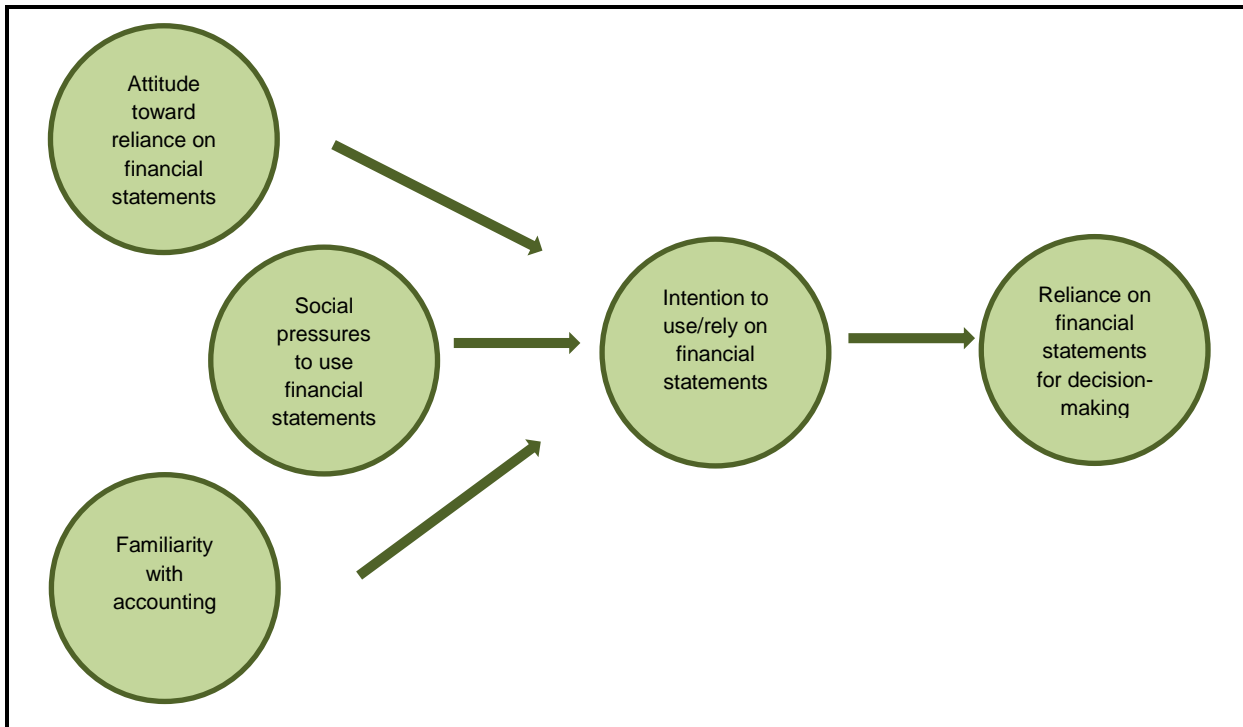 Attitude
toward
reliance on
financial
statements
Social
pressures
to use
financial
statements
Familiarity
with
accounting
Intention to
use/rely on
financial
statements
Reliance on
financial
statements
for decision-
making